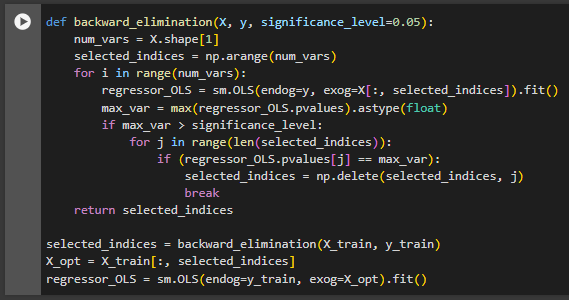 def backward_elimination(X, y, significance_level=0.05):
    num_vars = X.shape[1]
    selected_indices = np.arange(num_vars)
    for i in range(num_vars):
        regressor_OLS = sm.OLS(endog=y, exog=X[:, selected_indices]).fit()
        max_var = max(regressor_OLS.pvalues).astype(float)
        if max_var > significance_level:
            for j in range(len(selected_indices)):
                if (regressor_OLS.pvalues[j] == max_var):
                    selected_indices = np.delete(selected_indices, j)
                    break
    return selected_indices

selected_indices = backward_elimination(X_train, y_train)
X_opt = X_train[:, selected_indices]
regressor_OLS = sm.OLS(endog=y_train, exog=X_opt).fit()